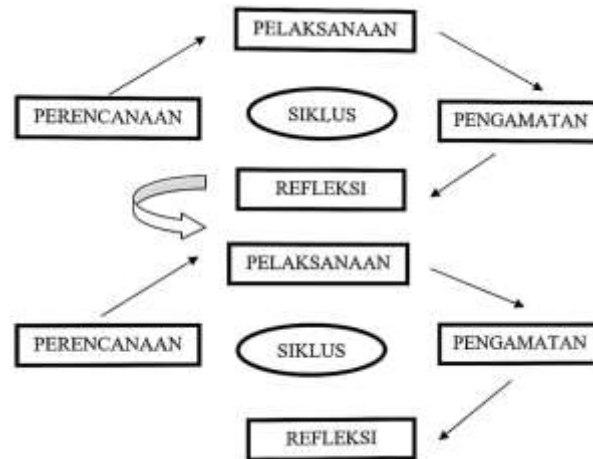 PELAKSANAAN
PERENCANAAN
SIKLUS
PENGAMATAN
REFLEKSI
PELAKSANAAN
PERENCANAAN
SIKLUS
PENGAMATAN
REFLEKSI